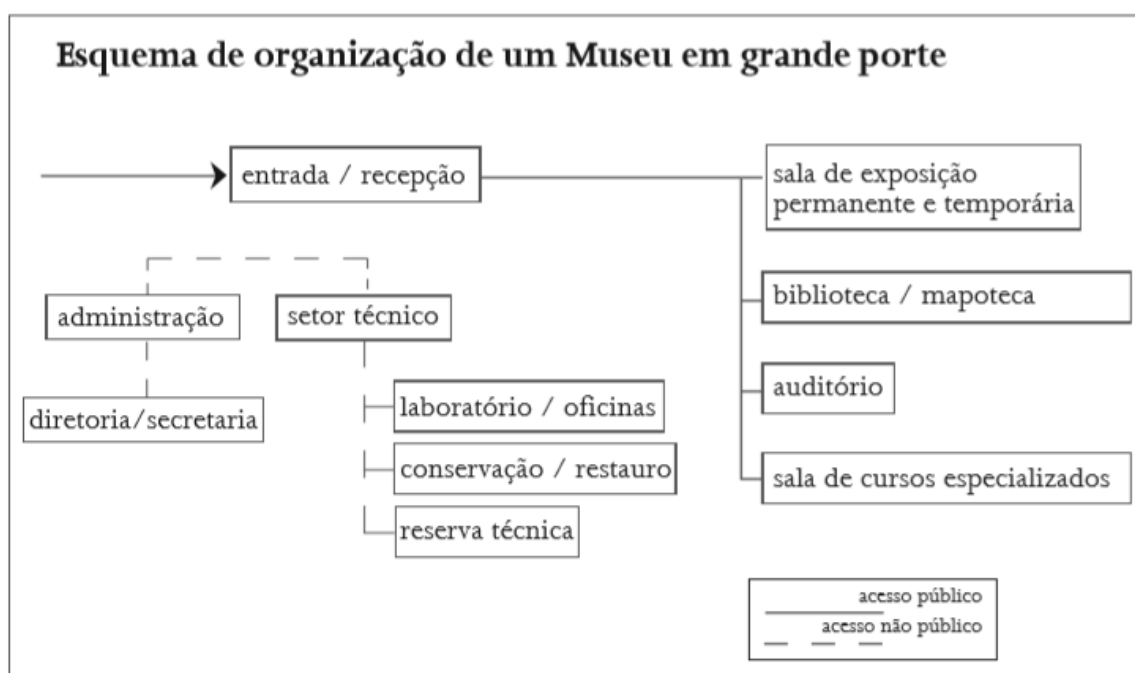 Esquema de organização de um Museu em grande porte
entrada / recepção
sala de exposição
permanente e temporária
administração
setor técnico
biblioteca / mapoteca
diretoria/secretaria
laboratório / oficinas
auditório
conservação / restauro
sala de cursos especializados
reserva técnica
acesso público
acesso não público